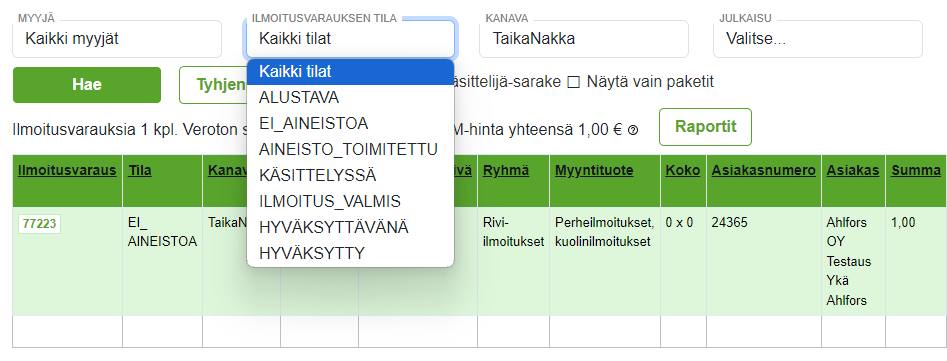 MYYJÄ ILMOITUSVARAUKSEN TILA KANAVA JULKAISU
Kaikki myyjät Kaikki tilat TaikaNakka Valitse...
Kaikki tilat
ALUSTAVA
EI_AINEISTOA
AINEISTO_TOIMITETTU
KÄSITTELYSSÄ
ILMOITUS_VALMIS
HYVÄKSYTTÄVÄNÄ
HYVÄKSYTTY
Hae Tyhjen äsittelijä-sarake Näytä vain paketit
Ilmoitusvarauksia 1 kpl. Veroton s M-hinta yhteensä 1,00 € Raportit
Ilmoitusvaraus Tila Kanav ivä Ryhmä Myyntituote Koko Asiakasnumero Asiakas Summa
77223 EI_ TaikaN Rivi- Perheilmoitukset, 0 x 0 24365 Ahlfors 1,00
AINEISTOA ilmoitukset kuolinilmoitukset OY
Testaus
Ykä
Ahlfors